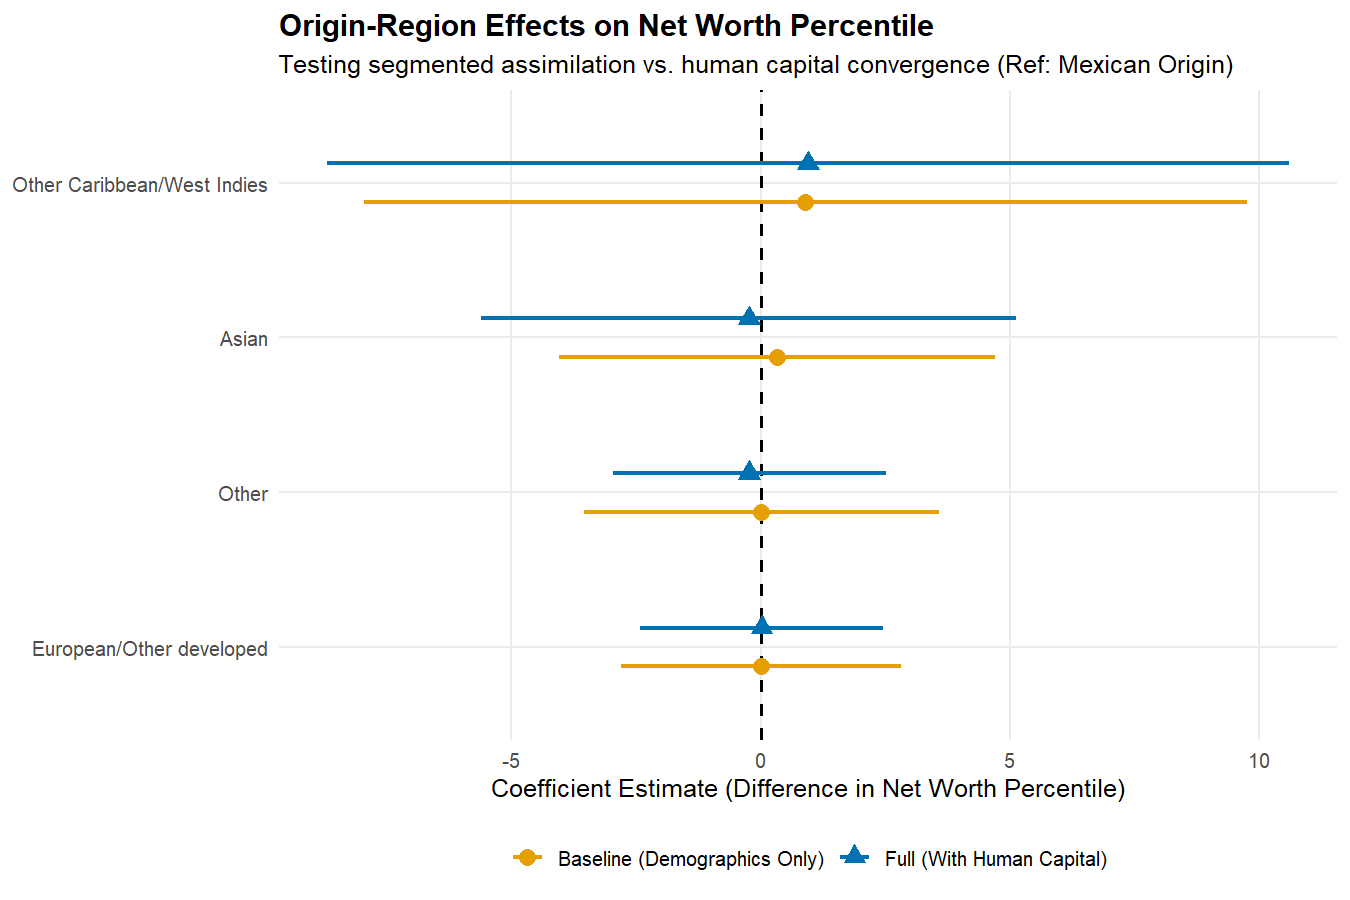 Origin-Region Effects on Net Worth Percentile
Testing segmented assimilation vs. human capital convergence (Ref: Mexican Origin)
Other Caribbean/West Indies
Asian
Other
European/Other developed
-5 0 5 10
Coefficient Estimate (Difference in Net Worth Percentile)
Baseline (Demographics Only) Full (With Human Capital)